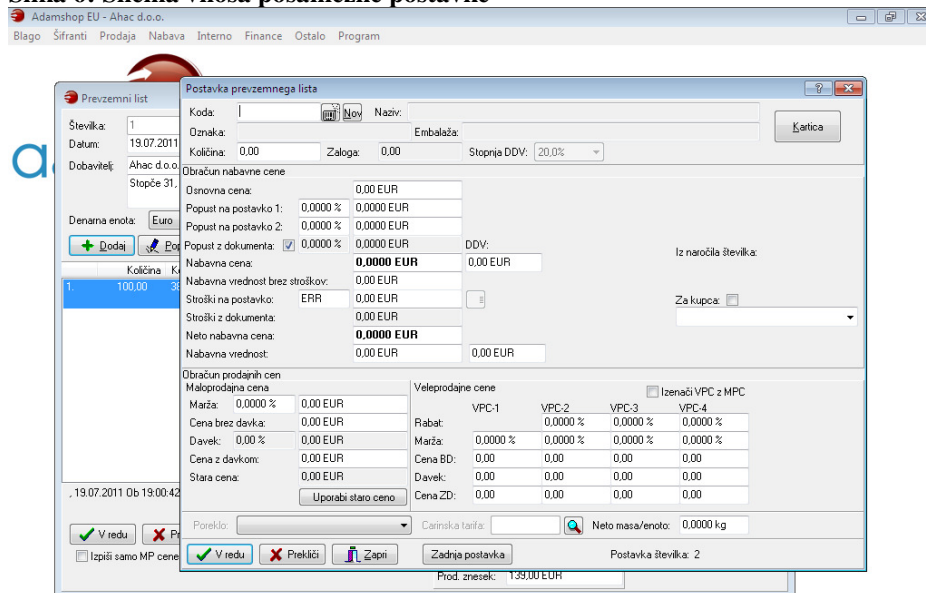 Adamshop EU - Ahac d.o.o.
Blago Šifranti Prodaja Nabava Interno Finance Ostalo Program
Prevzemni list
Številka: 1
Datum: 19.07.2011
Dobavitelj: Ahac d.o.o.
Stopče 31,
Denarna enota: Euro
Dodaj
Količina
1. 100,00
, 19.07.2011 Ob 19:00:42
V redu
Izpiši samo MP cene
Postavka prevzemnega lista
Koda: Nov Naziv:
Kartica
Oznaka: Embalaža:
Količina: 0,00 Zaloga: 0,00 Stopnja DDV: 20,0%
Obračun nabavne cene
Osnovna cena: 0,00 EUR
Popust na postavko 1: 0,0000 % 0,0000 EUR
Popust na postavko 2: 0,0000 % 0,0000 EUR
Popust z dokumenta: 0,0000 % 0,0000 EUR DDV:
Iz naročila številka:
Nabavna cena: 0,0000 EUR 0,00 EUR
Nabavna vrednost brez stroškov: 0,00 EUR
Stroški na postavko: ERR 0,00 EUR
Za kupca:
Stroški z dokumenta: 0,00 EUR
Neto nabavna cena: 0,0000 EUR
Nabavna vrednost: 0,00 EUR 0,00 EUR
Obračun prodajnih cen
Maloprodajna cena
Marža: 0,0000 % 0,00 EUR
Cena brez davka: 0,00 EUR
Davek: 0,00 % 0,00 EUR
Cena z davkom: 0,00 EUR
Stara cena: 0,00 EUR
Uporabi staro ceno
Veleprodajne cene
Izenači VPC z MPC
VPC-1 VPC-2 VPC-3 VPC-4
Rabat: 0,0000 % 0,0000 % 0,0000 %
Marža: 0,0000 % 0,0000 % 0,0000 % 0,0000 %
Cena BD: 0,00 0,00 0,00 0,00
Davek: 0,00 0,00 0,00 0,00
Cena ZD: 0,00 0,00 0,00 0,00
Poreklo: Carinska tarifa: Neto masa/enoto: 0,0000 kg
V redu Prekliči Zapri Zadnja postavka Postavka številka: 2
Prod. znesek: 139,00 EUR